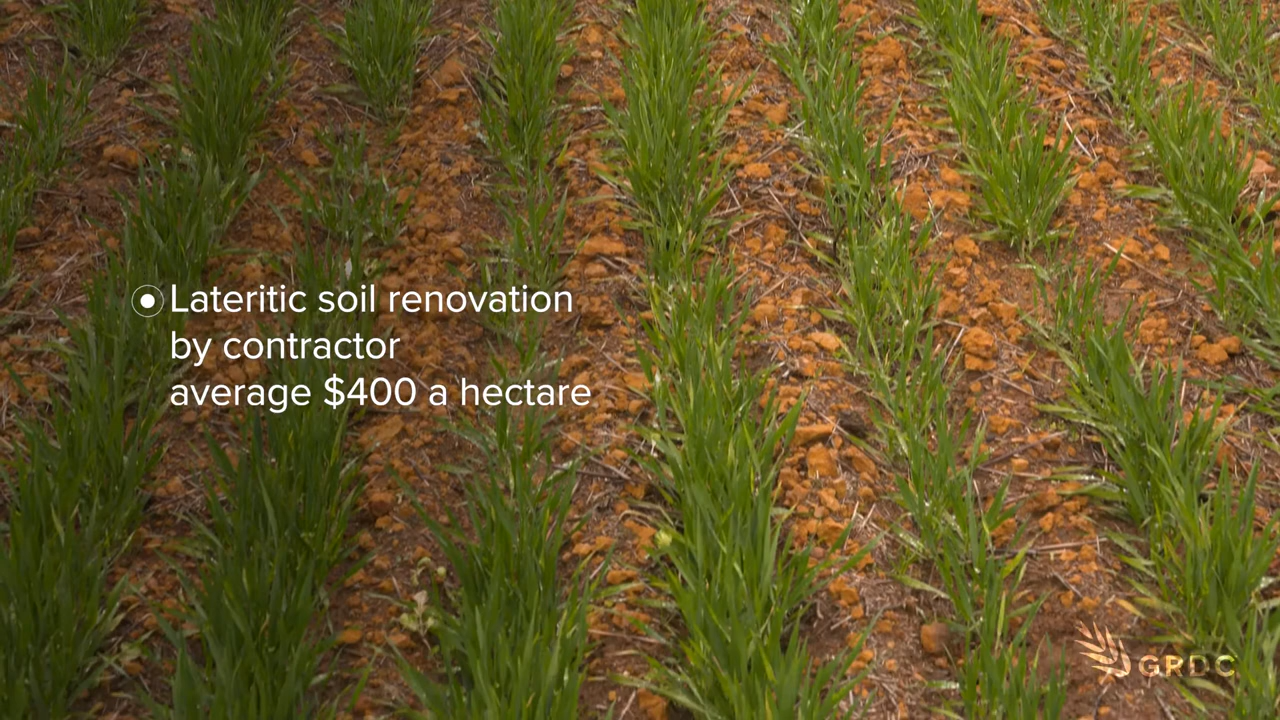 Lateritic soil renovation
by contractor
average $400 a hectare
GRDC